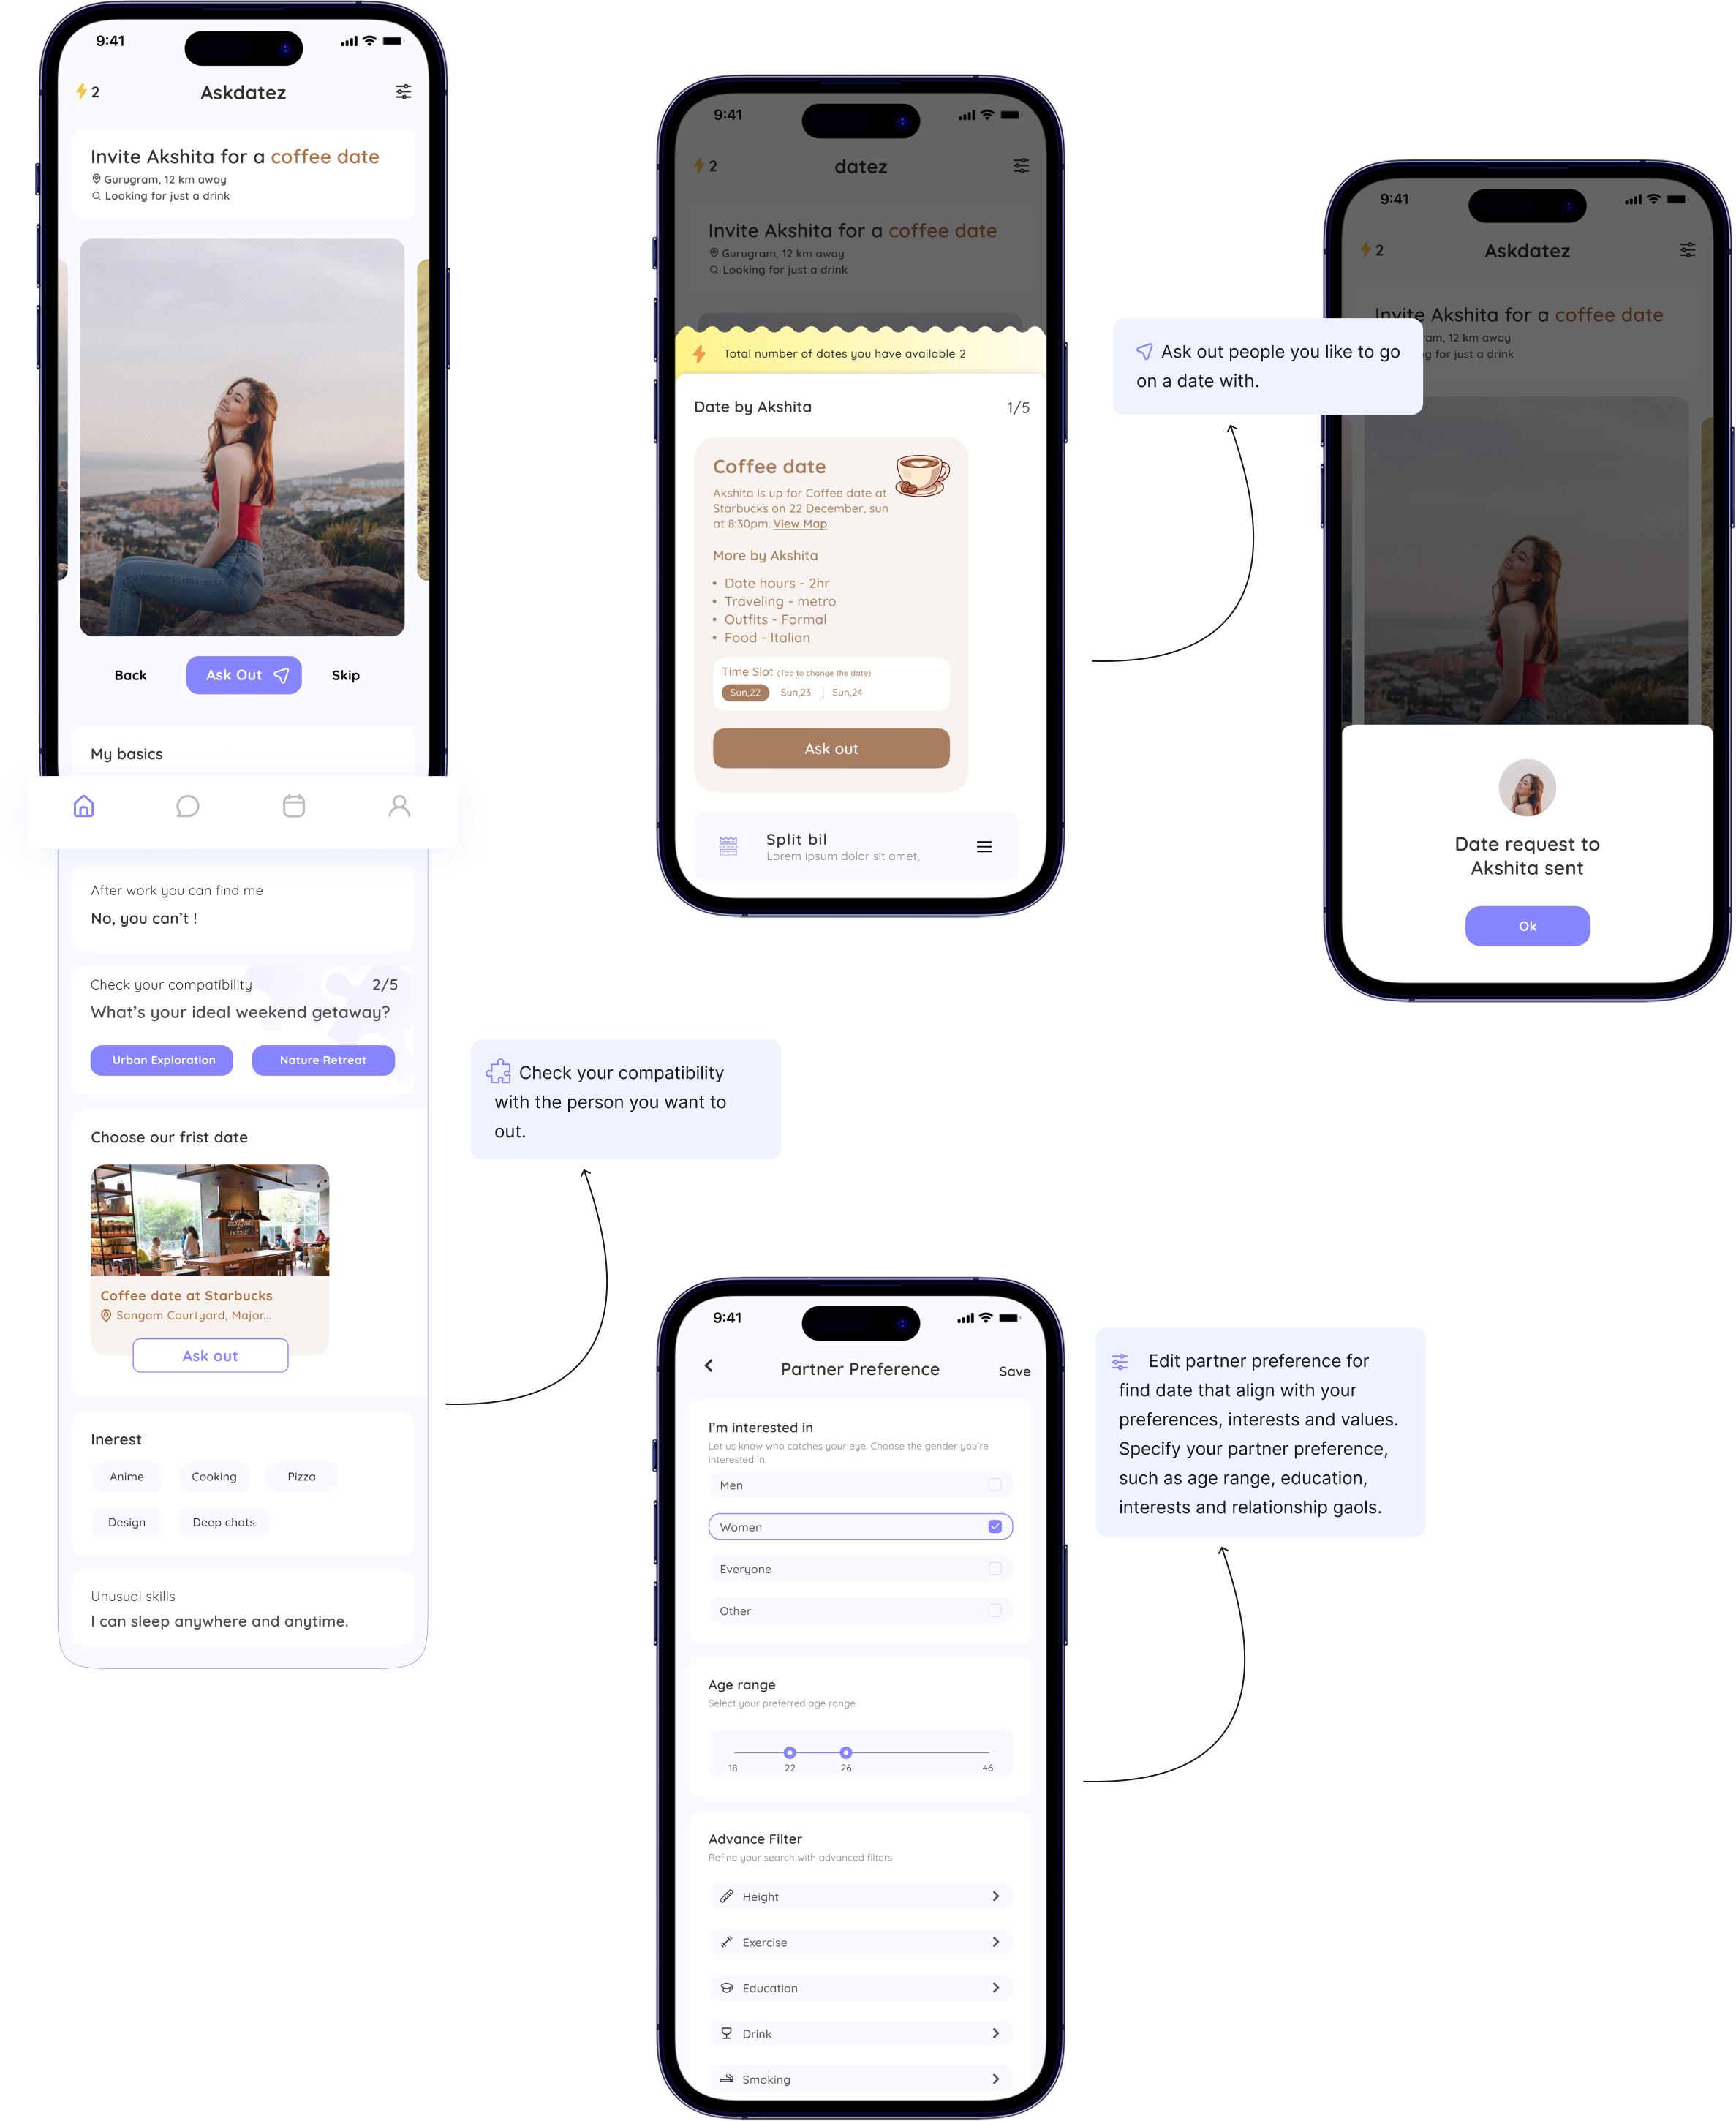 9:41
2
Askdatez
Invite Akshita for a coffee date
Gurugram, 12 km away
Looking for just a drink
Back
Ask Out
Skip
My basics
After work you can find me
No, you can't !
Check your compatibility
2/5
What's your ideal weekend getaway?
Urban Exploration
Nature Retreat
Choose our frist date
Coffee date at Starbucks
Sangam Courtyard, Major...
Ask out
Inerest
Anime
Cooking
Pizza
Design
Deep chats
Unusual skills
I can sleep anywhere and anytime.
Check your compatibility
with the person you want to
out.
9:41
2
datez
Invite Akshita for a coffee date
Gurugram, 12 km away
Looking for just a drink
Total number of dates you have available 2
Date by Akshita
1/5
Coffee date
Akshita is up for Coffee date at
Starbucks on 22 December, sun
at 8:30pm. View Map
More by Akshita
• Date hours - 2hr
• Traveling - metro
• Outfits - Formal
• Food - Italian
Time Slot (Tap to change the date)
Sun,22
Sun,23
Sun,24
Ask out
Split bil
Lorem ipsum dolor sit amet,
Ask out people you like to go
on a date with.
9:41
2
Askdatez
Invite Akshita for a coffee date
ram, 12 km away
g for just a drink
Date request to
Akshita sent
Ok
9:41
Partner Preference
Save
I'm interested in
Let us know who catches your eye. Choose the gender you're
interested in.
Men
Women
Everyone
Other
Age range
Select your preferred age range
18
22
26
46
Advance Filter
Refine your search with advanced filters
Height
Exercise
Education
Drink
Smoking
Edit partner preference for
find date that align with your
preferences, interests and values.
Specify your partner preference,
such as age range, education,
interests and relationship gaols.